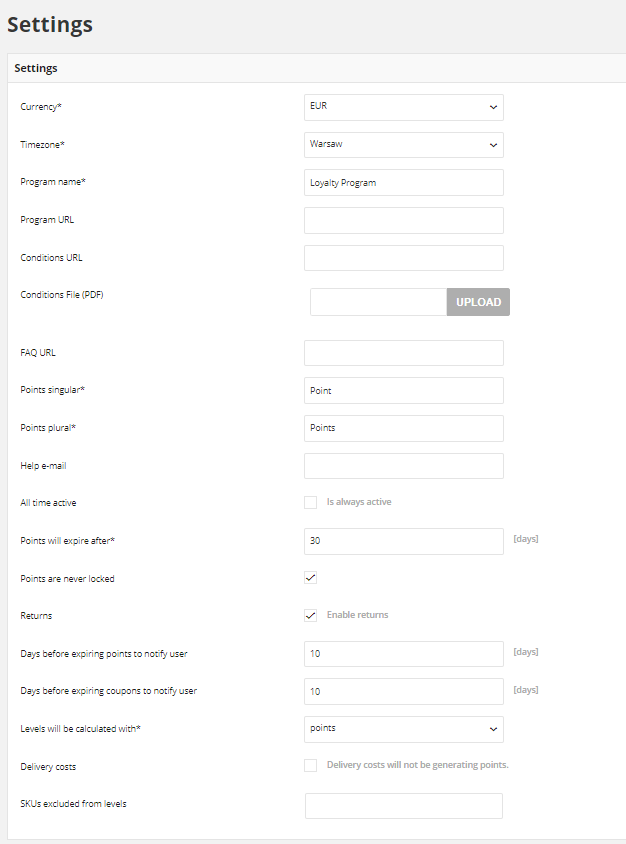 Settings
Settings
Currency* EUR
Timezone* Warsaw
Program name* Loyalty Program
Program URL
Conditions URL
Conditions File (PDF) UPLOAD
FAQ URL
Points singular* Point
Points plural* Points
Help e-mail
All time active Is always active
Points will expire after* 30 [days]
Points are never locked
Returns Enable returns
Days before expiring points to notify user 10 [days]
Days before expiring coupons to notify user 10 [days]
Levels will be calculated with* points
Delivery costs Delivery costs will not be generating points.
SKUs excluded from levels